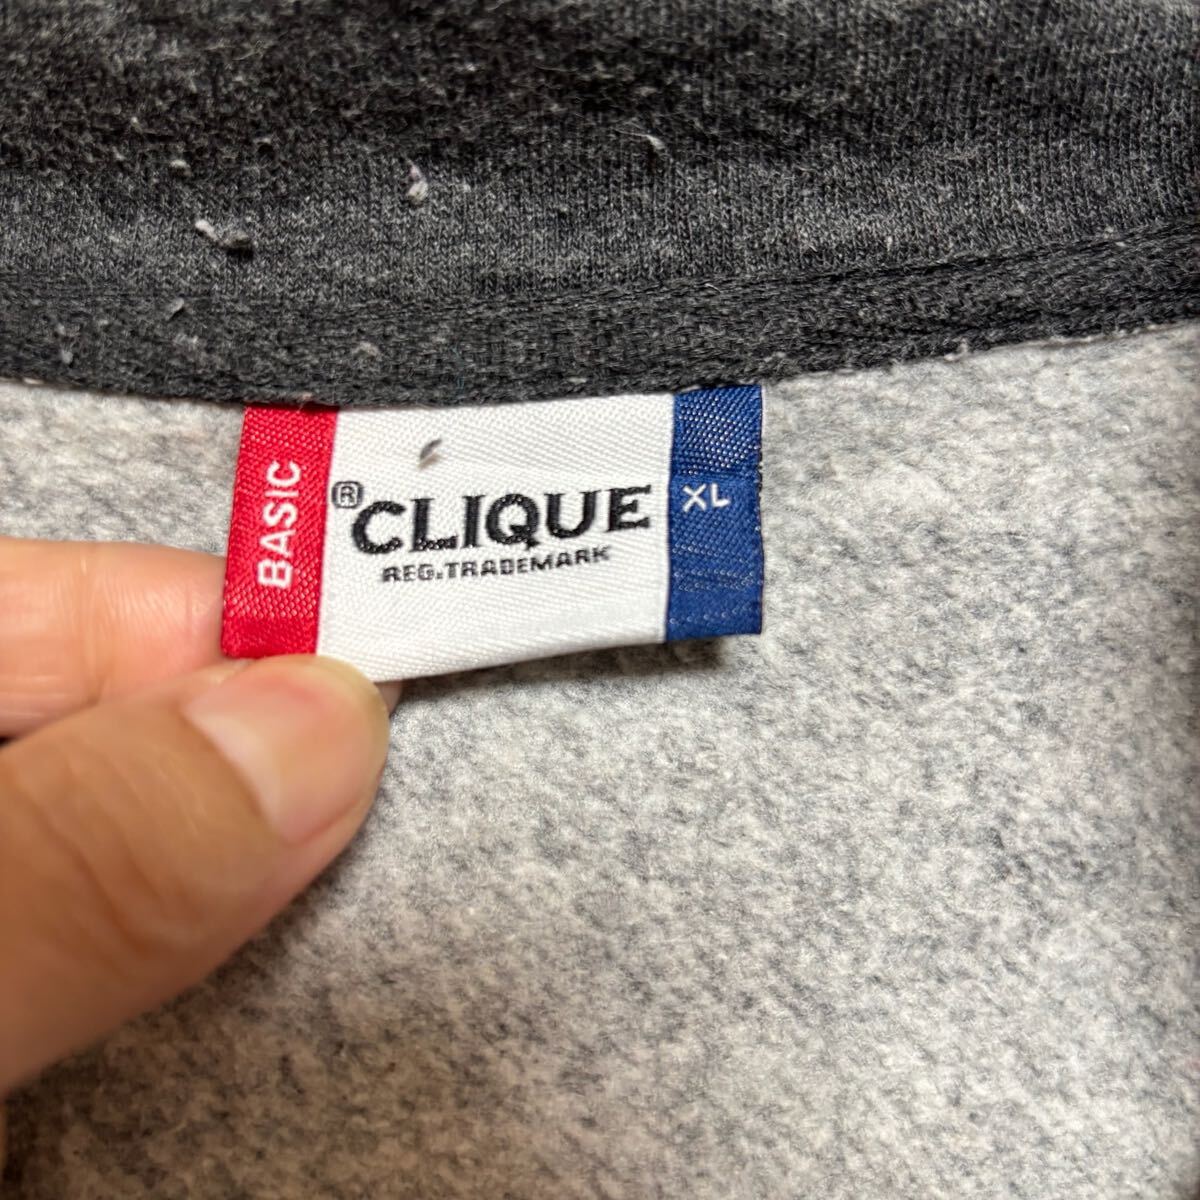 BASIC
®CLIQUE
REG.TRADEMARK
XL